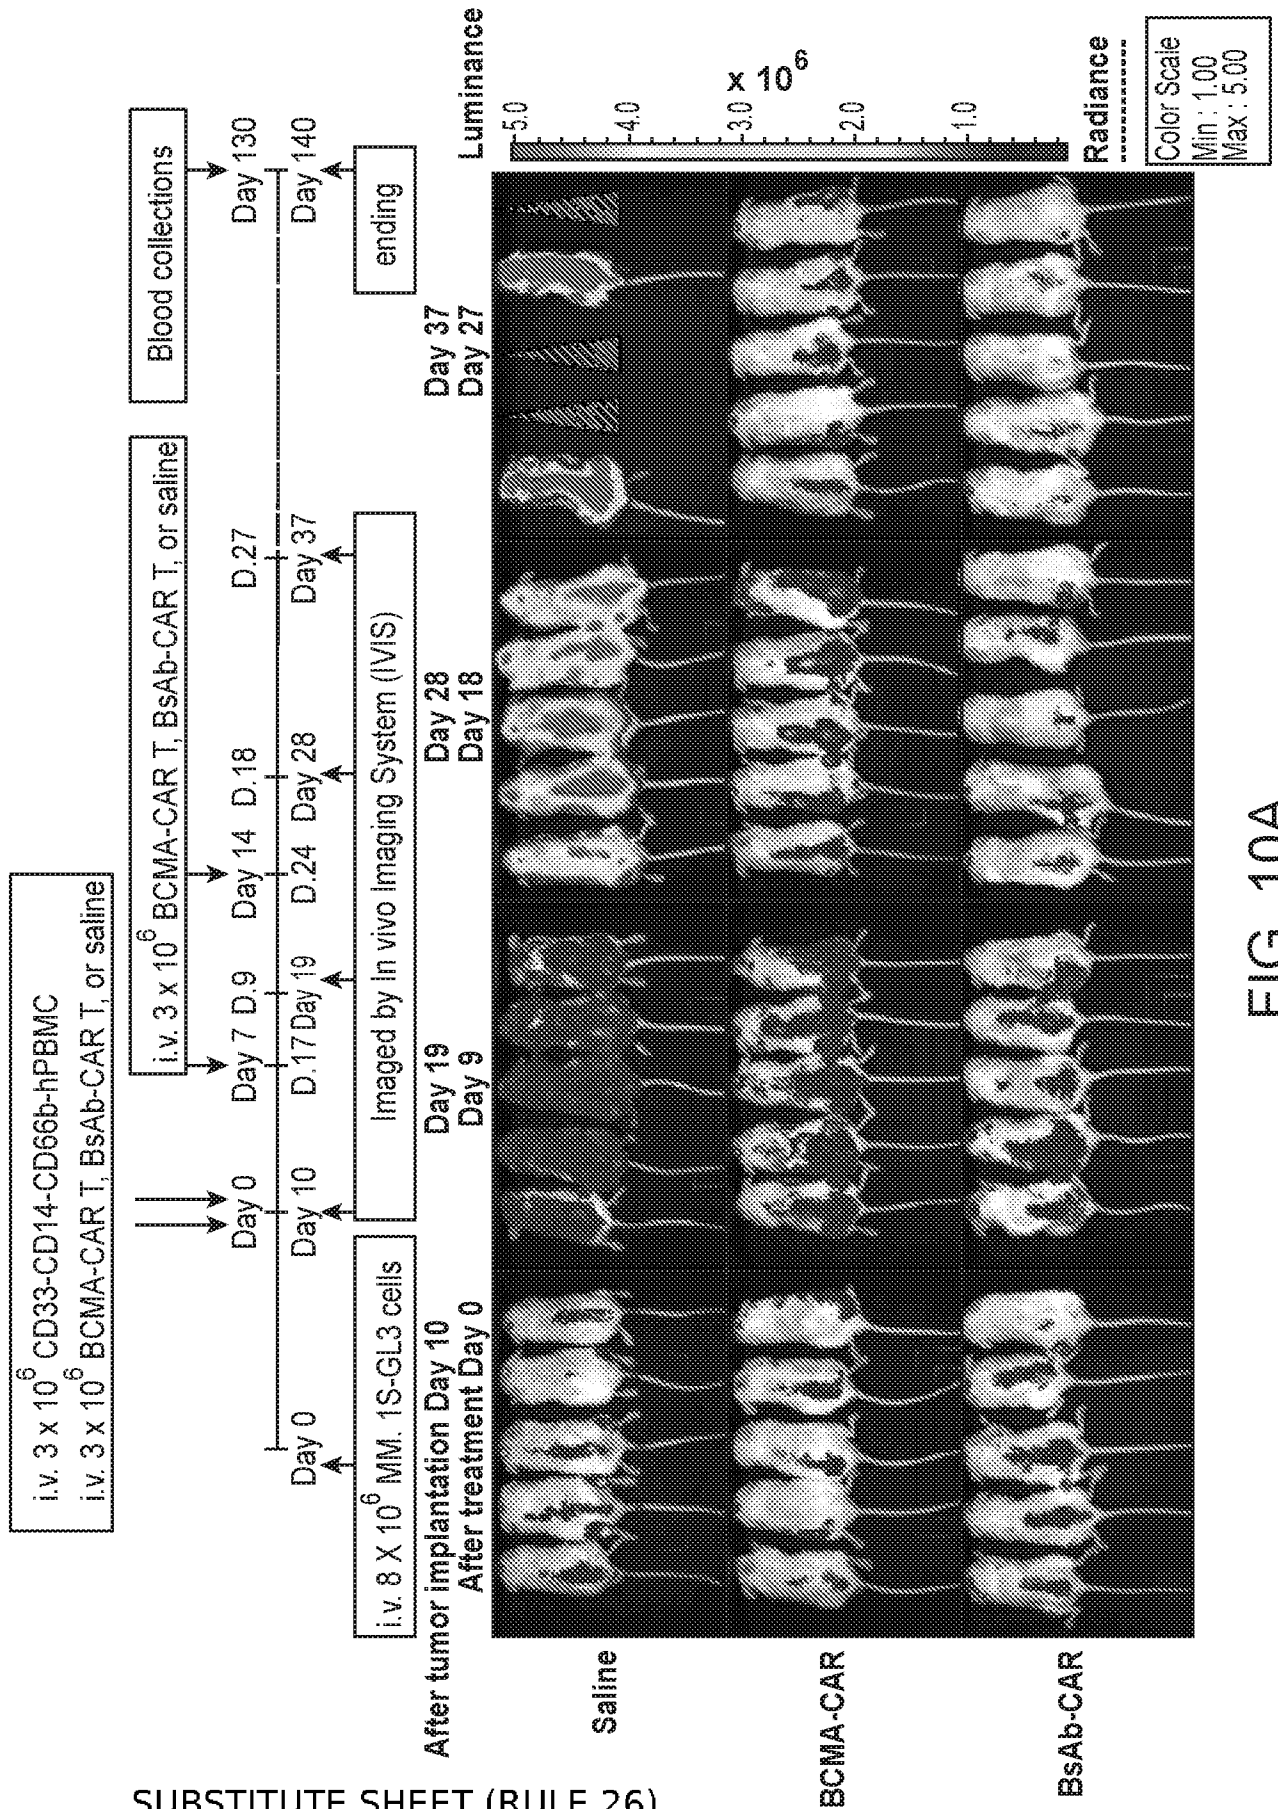 i.v. 3 x 10^6 CD33-CD14-CD66b-hPBMC
i.v. 3 x 10^6 BCMA-CAR T, BsAb-CAR T, or saline
i.v. 3 x 10^6 BCMA-CAR T, BsAb-CAR T, or saline
Blood collections
Day 0
Day 7
D.9
Day 14
D.18
D.27
Day 130
Day 0
Day 10
D.17
Day 19
D.24
Day 28
Day 37
Day 140
i.v. 8 X 10^6 MM. 1S-GL3 cells
Imaged by In vivo Imaging System (IVIS)
ending
After tumor implantation Day 10
Day 19
Day 28
Day 37
After treatment Day 0
Day 9
Day 18
Day 27
Luminance
Saline
BCMA-CAR
BsAb-CAR
5.0
4.0
3.0
2.0
1.0
x 10^6
Radiance
Color Scale
Min : 1.00
Max : 5.00
FIG. 10A
SUBSTITUTE SHEET (RULE 26)